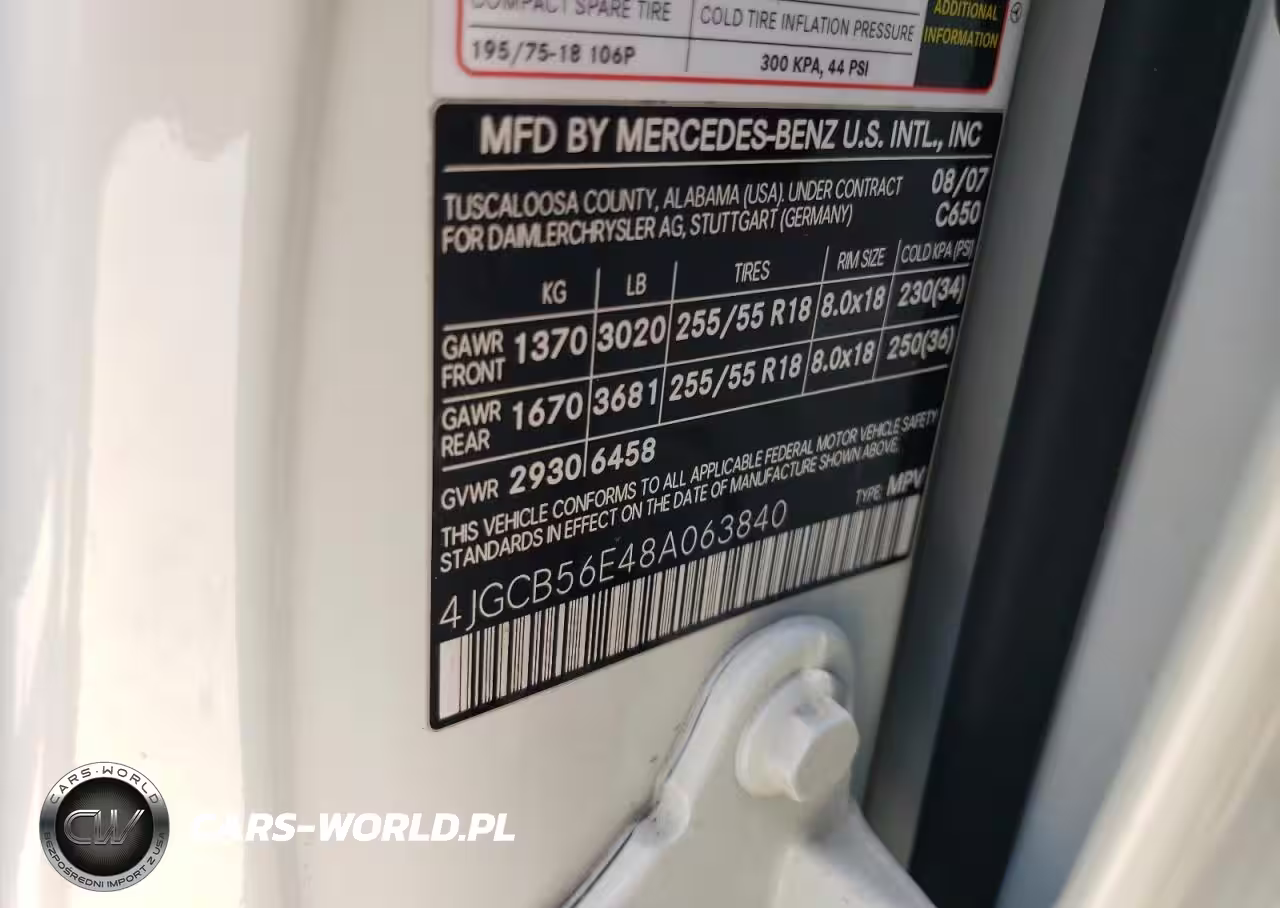 COMPACT SPARE TIRE
COLD TIRE INFLATION PRESSURE
195/75-18 106P
300 KPA, 44 PSI
ADDITIONAL
INFORMATION
MFD BY MERCEDES-BENZ U.S. INTL., INC
TUSCALOOSA COUNTY, ALABAMA (USA). UNDER CONTRACT 08/07
FOR DAIMLERCHRYSLER AG, STUTTGART (GERMANY) C650
KG LB TIRES RIM SIZE COLD KPA (PSI)
GAWR FRONT 1370 3020 255/55 R18 8.0x18 230(34)
GAWR REAR 1670 3681 255/55 R18 8.0x18 250(36)
GVWR 2930 6458
THIS VEHICLE CONFORMS TO ALL APPLICABLE FEDERAL MOTOR VEHICLE SAFETY
STANDARDS IN EFFECT ON THE DATE OF MANUFACTURE SHOWN ABOVE.
4JGCB56E48A063840 TYPE: MPV
CARS-WORLD
CW
BEZPOŚREDNI IMPORT Z USA
CARS-WORLD.PL